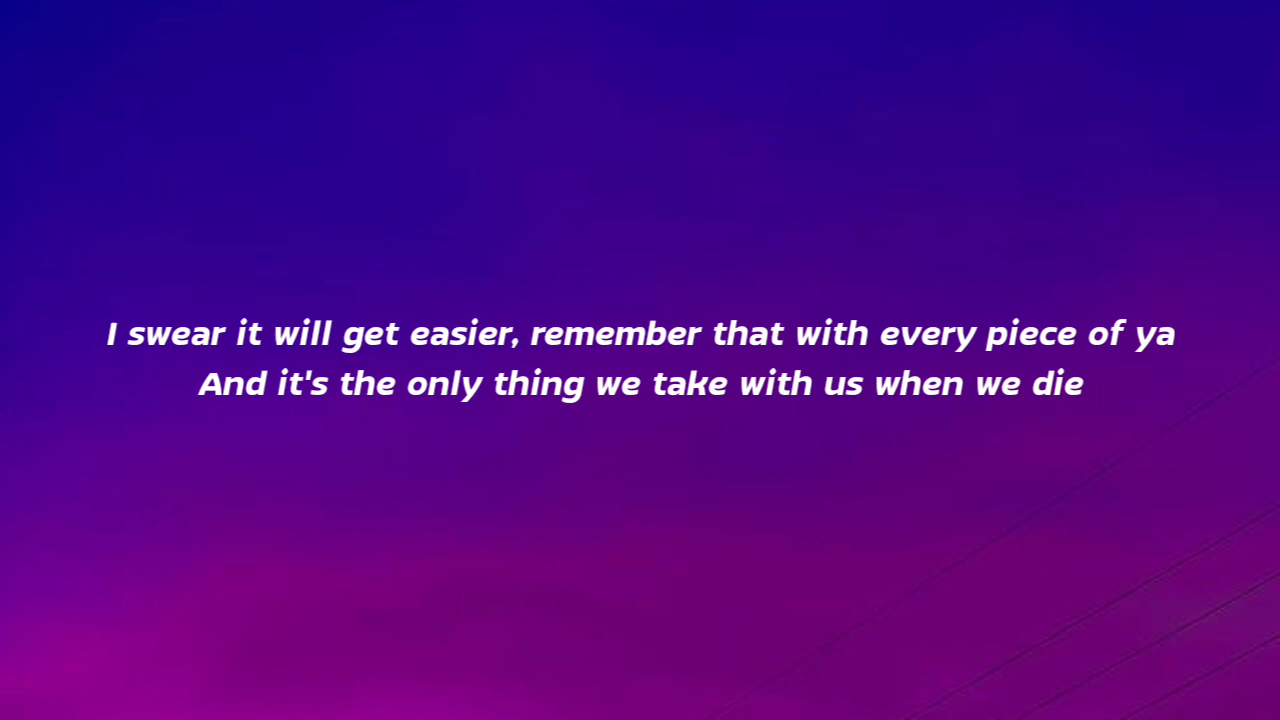 I swear it will get easier, remember that with every piece of ya
And it's the only thing we take with us when we die